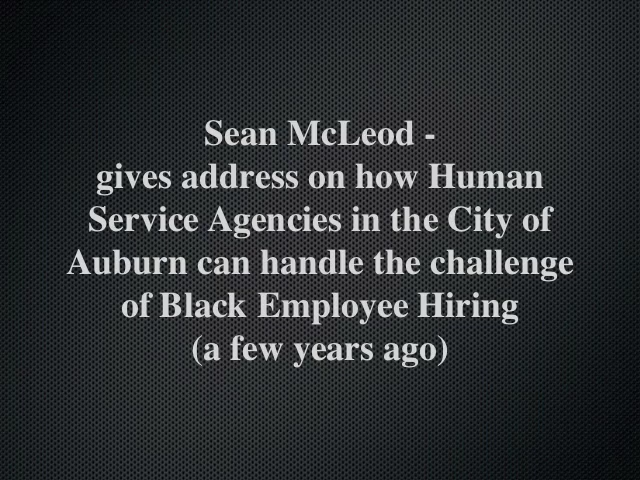 Sean McLeod -
gives address on how Human
Service Agencies in the City of
Auburn can handle the challenge
of Black Employee Hiring
(a few years ago)